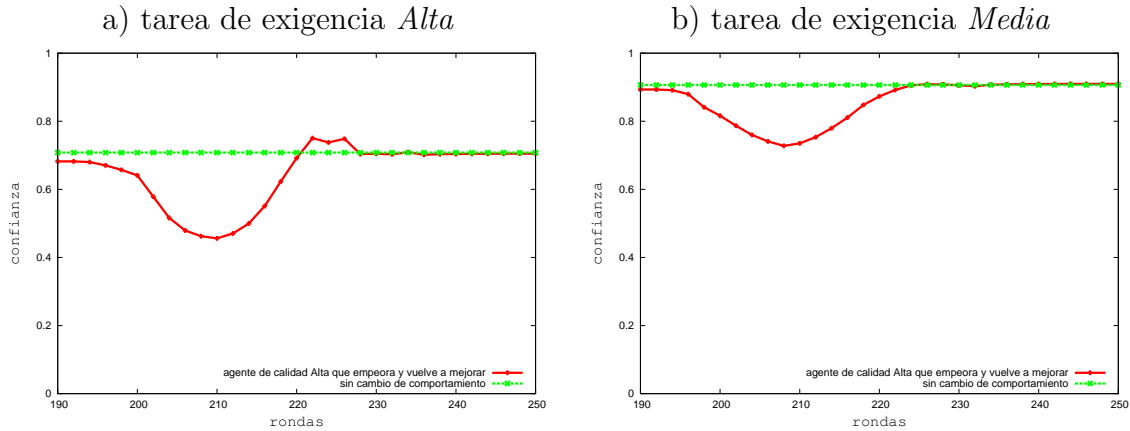 a) tarea de exigencia Alta
1
0.8
0.6
0.4
0.2
0
190
200
210
220
230
240
250
confianza
rondas
agente de calidad Alta que empeora y vuelve a mejorar
sin cambio de comportamiento
b) tarea de exigencia Media
1
0.8
0.6
0.4
0.2
0
190
200
210
220
230
240
250
confianza
rondas
agente de calidad Alta que empeora y vuelve a mejorar
sin cambio de comportamiento